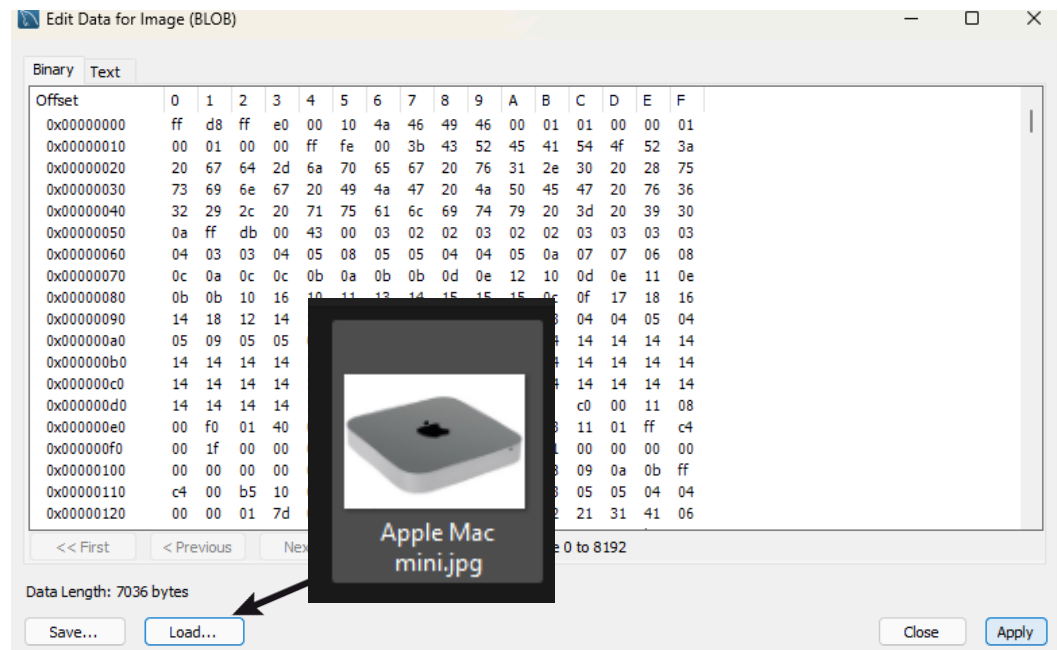 Edit Data for Image (BLOB)
Binary Text
Offset 0 1 2 3 4 5 6 7 8 9 A B C D E F
0x00000000 ff d8 ff e0 00 10 4a 46 49 46 00 01 01 00 00 01
0x00000010 00 01 00 00 ff fe 00 3b 43 52 45 41 54 4f 52 3a
0x00000020 20 67 64 2d 6a 70 65 67 20 76 31 2e 30 20 28 75
0x00000030 73 69 6e 67 20 49 4a 47 20 4a 50 45 47 20 76 36
0x00000040 32 29 2c 20 71 75 61 6c 69 74 79 20 3d 20 39 30
0x00000050 0a ff db 00 43 00 03 02 02 03 02 02 03 03 03 03
0x00000060 04 03 03 04 05 08 05 05 04 04 05 0a 07 07 06 08
0x00000070 0c 0a 0c 0c 0b 0a 0b 0b 0d 0e 12 10 0d 0e 11 0e
0x00000080 0b 0b 10 16 10 11 13 14 15 15 15 0c 0f 17 18 16
0x00000090 14 18 12 14 04 04 05 04
0x000000a0 05 09 05 05 14 14 14 14
0x000000b0 14 14 14 14 14 14 14 14
0x000000c0 14 14 14 14 14 14 14 14
0x000000d0 14 14 14 14 c0 00 11 08
0x000000e0 00 f0 01 40 11 01 ff c4
0x000000f0 00 1f 00 00 00 00 00 00
0x00000100 00 00 00 00 09 0a 0b ff
0x00000110 c4 00 b5 10 05 05 04 04
0x00000120 00 00 01 7d 21 31 41 06
Apple Mac
mini.jpg
<< First < Previous 0 to 8192
Data Length: 7036 bytes
Save... Load... Close Apply